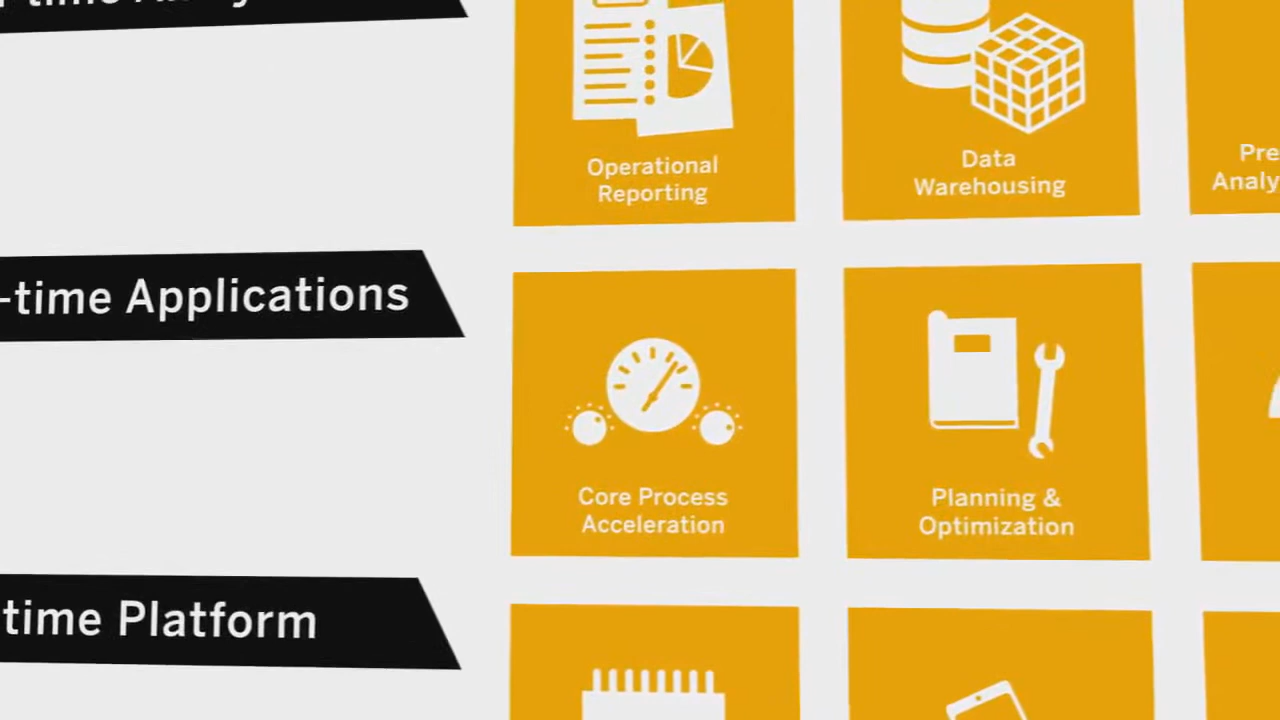 Operational
Reporting
Data
Warehousing
Pre
Analy
-time Applications
Core Process
Acceleration
Planning &
Optimization
time Platform